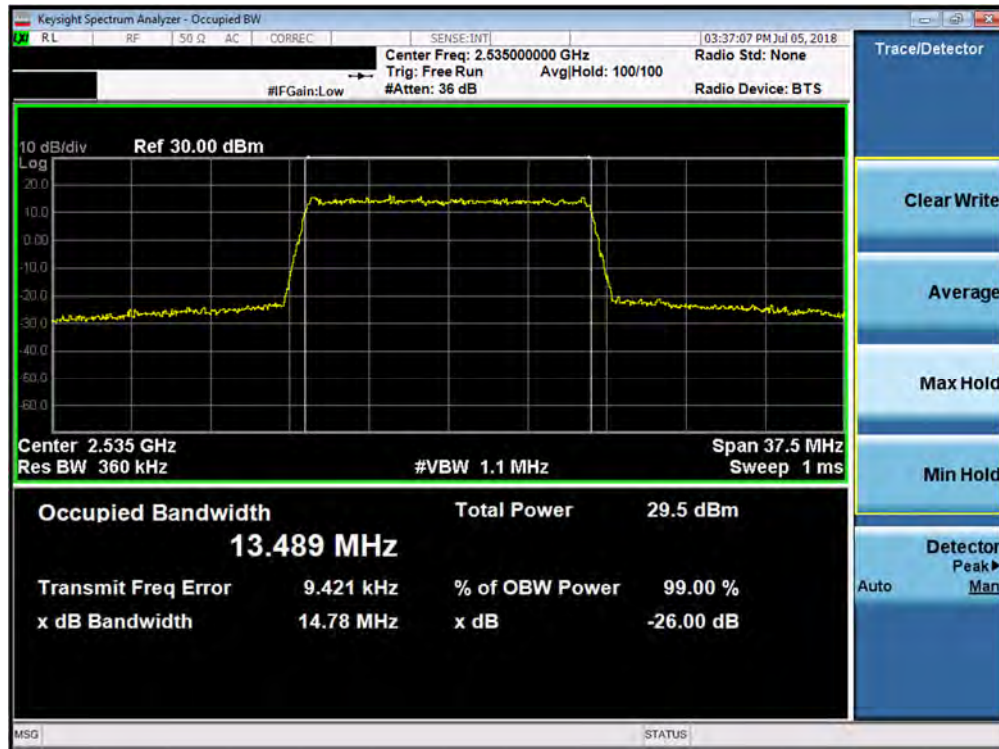 Keysight Spectrum Analyzer - Occupied BW
LXI RL RF 50 Ω AC CORREC SENSE:INT 03:37:07 PM Jul 05, 2018
Center Freq: 2.535000000 GHz Radio Std: None
Trig: Free Run Avg|Hold: 100/100
#IFGain:Low #Atten: 36 dB Radio Device: BTS
Trace/Detector
10 dB/div Ref 30.00 dBm
Log
20.0
10.0
0.00
-10.0
-20.0
-30.0
-40.0
-50.0
-60.0
Center 2.535 GHz Span 37.5 MHz
Res BW 360 kHz #VBW 1.1 MHz Sweep 1 ms
Clear Write
Average
Max Hold
Min Hold
Detector
Peak▶
Auto Man
Occupied Bandwidth Total Power 29.5 dBm
13.489 MHz
Transmit Freq Error 9.421 kHz % of OBW Power 99.00 %
x dB Bandwidth 14.78 MHz x dB -26.00 dB
MSG STATUS